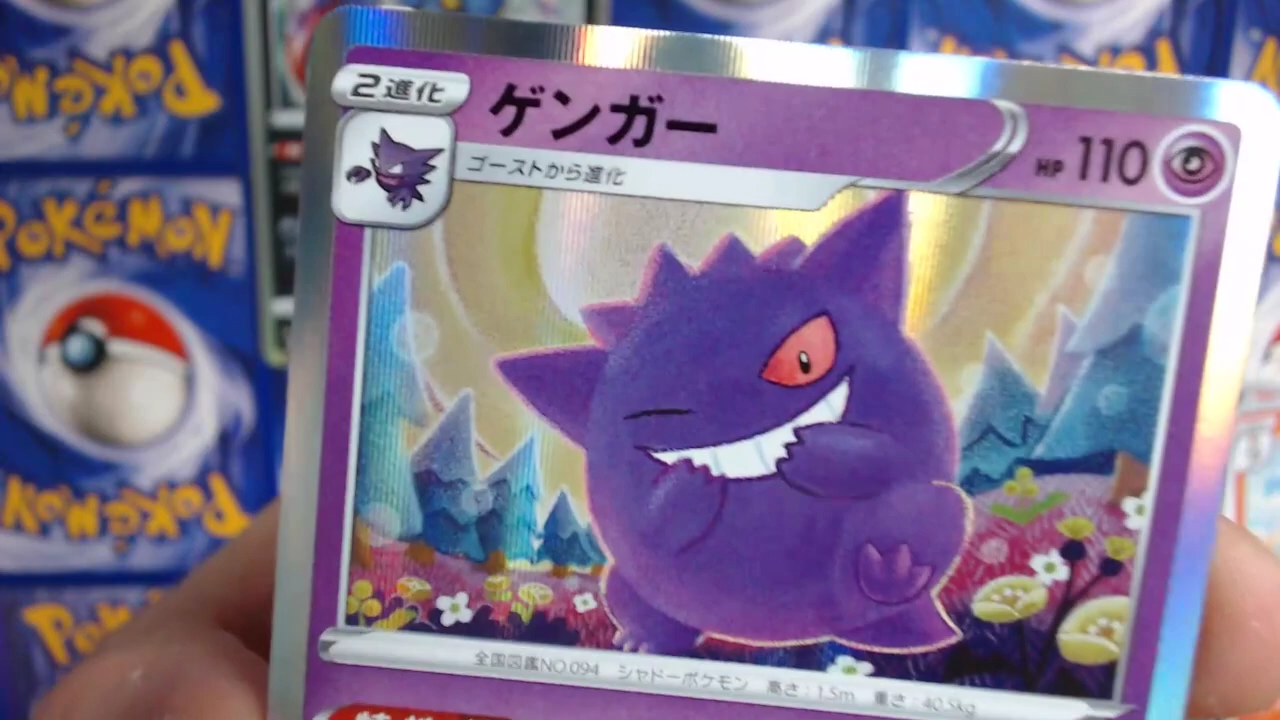 2進化
ゲンガー
HP 110
ゴーストから進化
全国図鑑NO.094 シャドーポケモン 高さ:1.5m 重さ:40.5kg
POKéMON
POKéMON
POKéMON